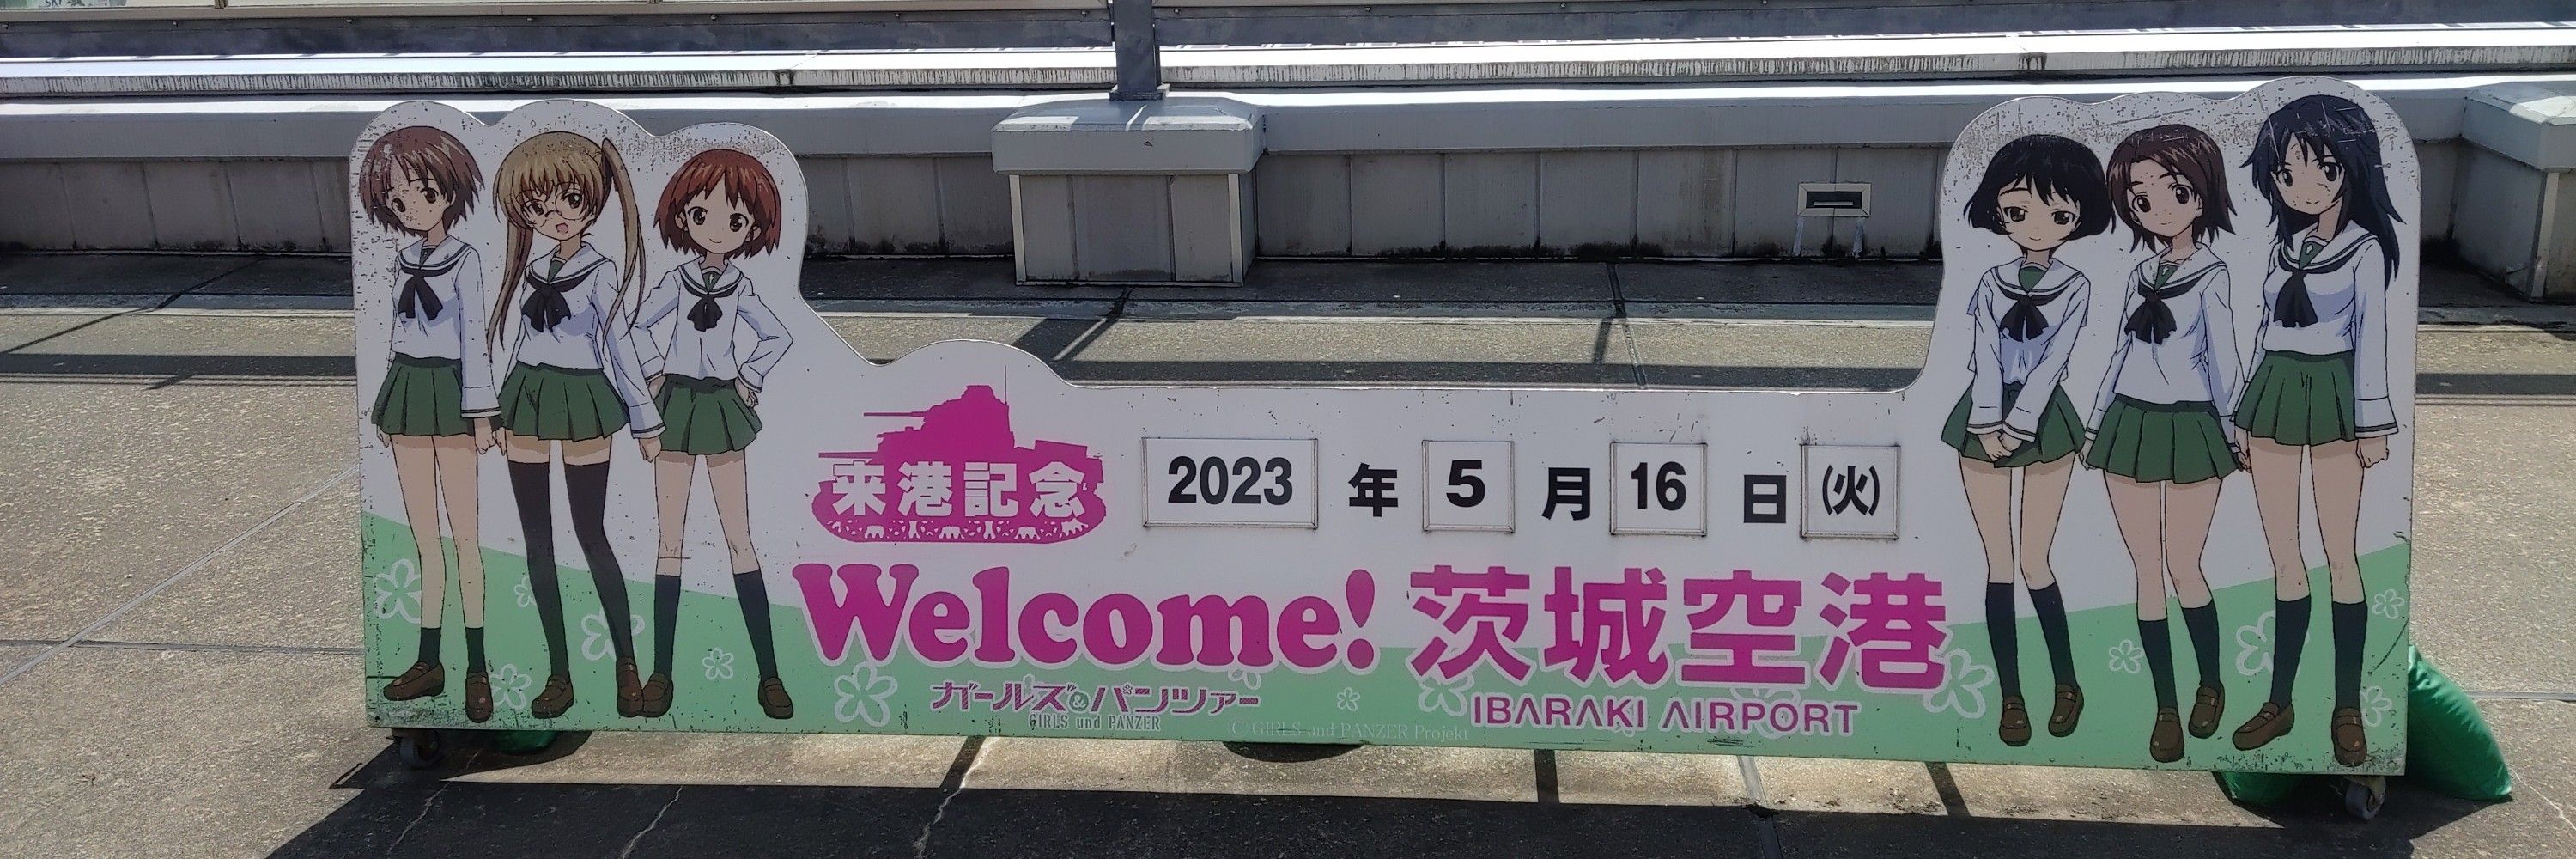 来港記念
2023 年 5 月 16 日 (火)
Welcome! 茨城空港
ガールズ&パンツァー
GIRLS und PANZER
IBARAKI AIRPORT
C GIRLS und PANZER Projekt